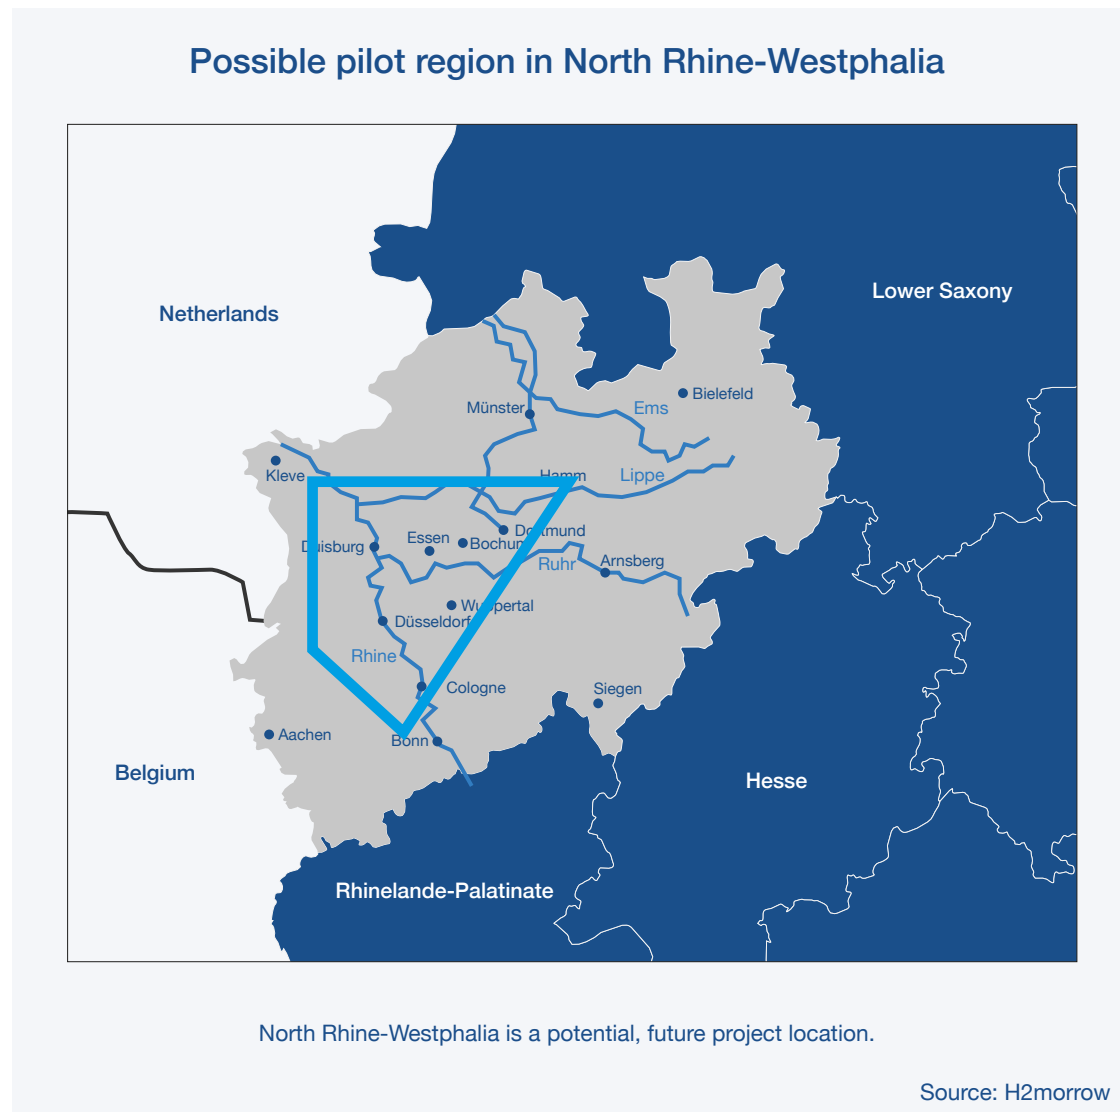 Possible pilot region in North Rhine-Westphalia
Lower Saxony
Netherlands
Bielefeld
Münster
Ems
Kleve
Hamm
Lippe
Dortmund
Essen
Duisburg
Bochum
Ruhr
Arnsberg
Wuppertal
Düsseldorf
Rhine
Cologne
Siegen
Aachen
Bonn
Belgium
Hesse
Rhinelande-Palatinate
North Rhine-Westphalia is a potential, future project location.
Source: H2morrow